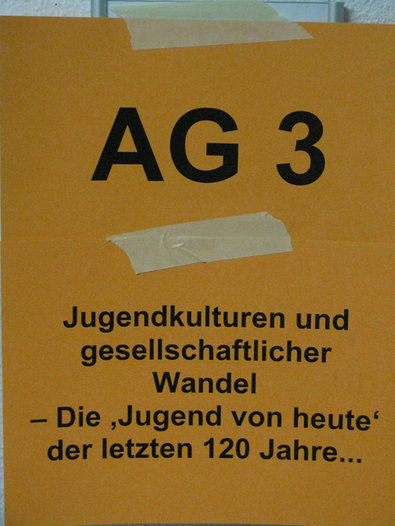 AG 3
Jugendkulturen und
gesellschaftlicher
Wandel
– Die ‚Jugend von heute‘
der letzten 120 Jahre...